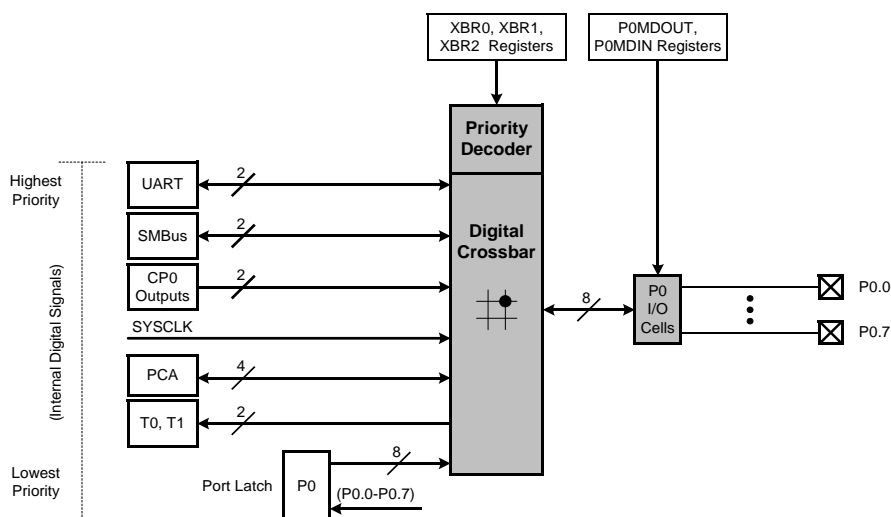 XBR0, XBR1,
XBR2 Registers
P0MDOUT,
P0MDIN Registers
Priority
Decoder
Highest
Priority
UART
2
SMBus
2
Digital
Crossbar
CP0
Outputs
2
8
P0
I/O
Cells
P0.0
P0.7
SYSCLK
(Internal Digital Signals)
PCA
4
T0, T1
2
Lowest
Priority
Port Latch
P0
8
(P0.0-P0.7)